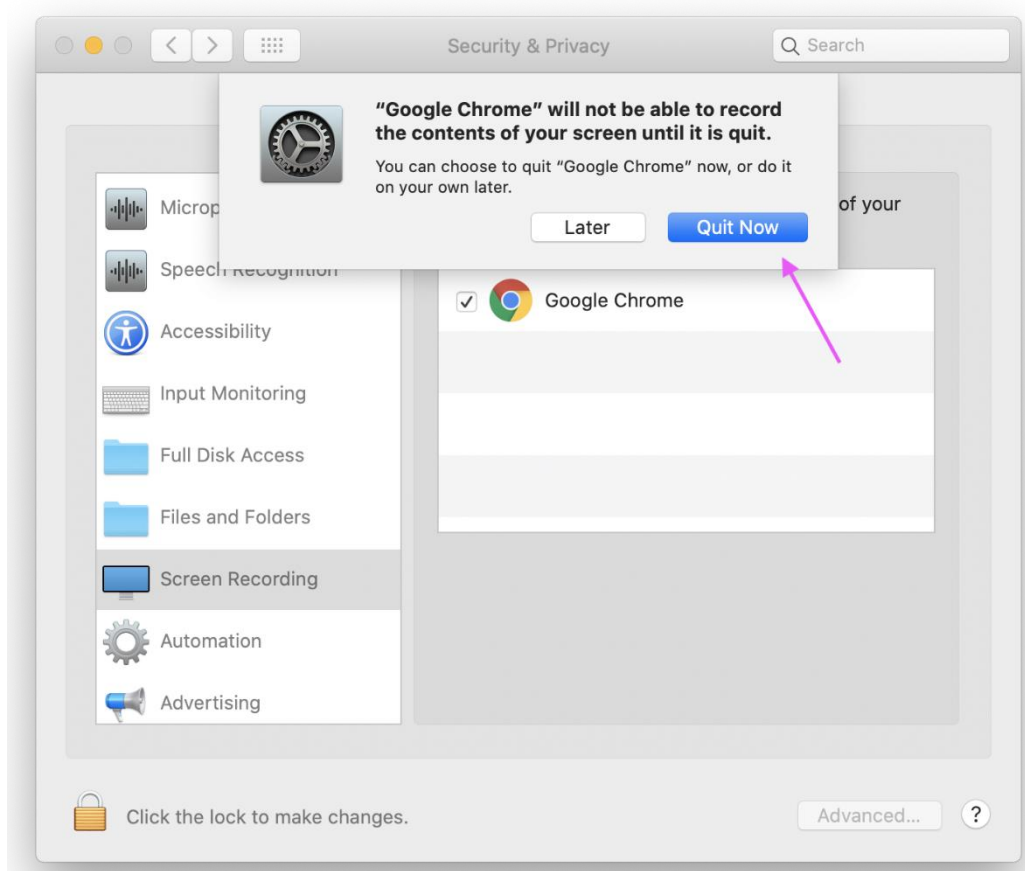 Security & Privacy
Search
“Google Chrome” will not be able to record
the contents of your screen until it is quit.
You can choose to quit “Google Chrome” now, or do it
on your own later.
Later
Quit Now
of your
Speech Recognition
Google Chrome
Accessibility
Input Monitoring
Full Disk Access
Files and Folders
Screen Recording
Automation
Advertising
Click the lock to make changes.
Advanced...
?